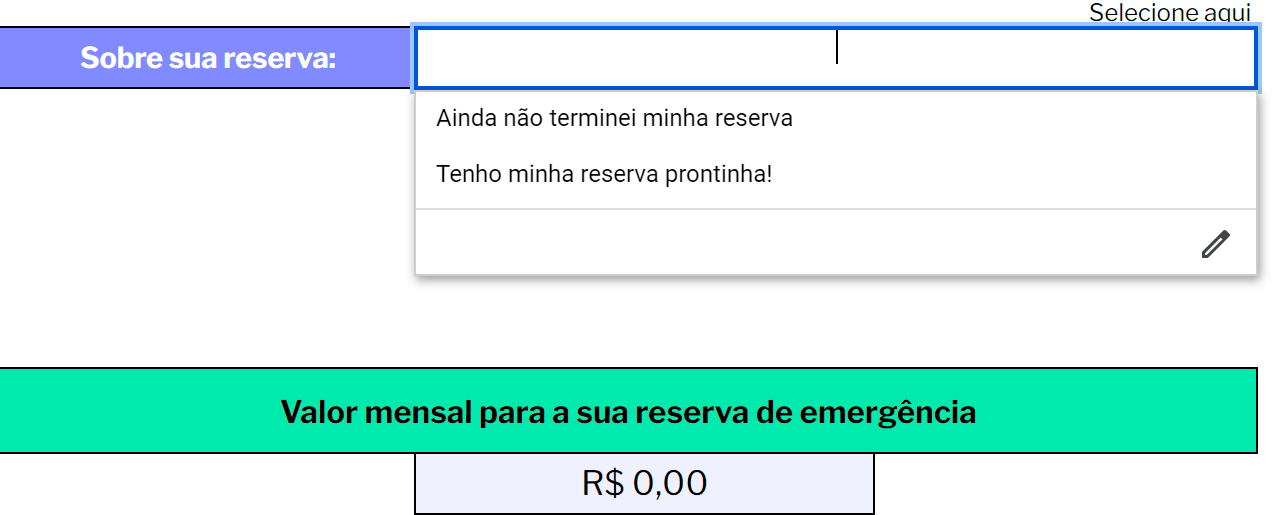 Selecione aqui
Sobre sua reserva:
Ainda não terminei minha reserva
Tenho minha reserva prontinha!
Valor mensal para a sua reserva de emergência
R$ 0,00